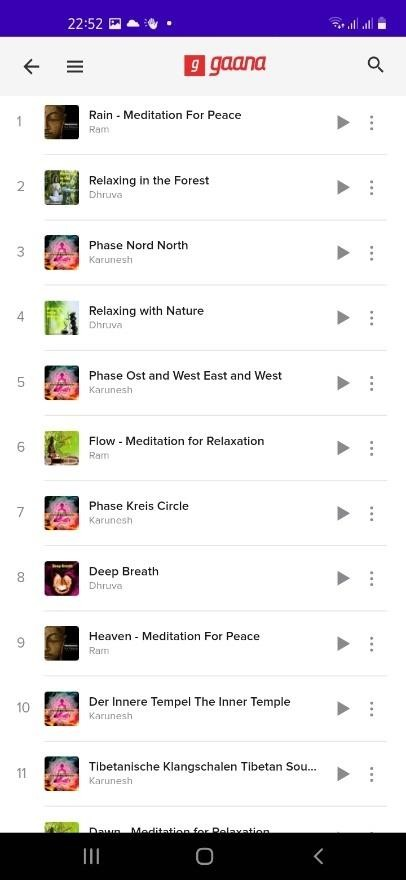 22:52
g gaana
1
Rain - Meditation For Peace
Ram
2
Relaxing in the Forest
Dhruva
3
Phase Nord North
Karunesh
4
Relaxing with Nature
Dhruva
5
Phase Ost and West East and West
Karunesh
6
Flow - Meditation for Relaxation
Ram
7
Phase Kreis Circle
Karunesh
8
Deep Breath
Deep Breath
Dhruva
9
Heaven - Meditation For Peace
Ram
10
Der Innere Tempel The Inner Temple
Karunesh
11
Tibetanische Klangschalen Tibetan Sou...
Karunesh
Dawn - Meditation for Relaxation